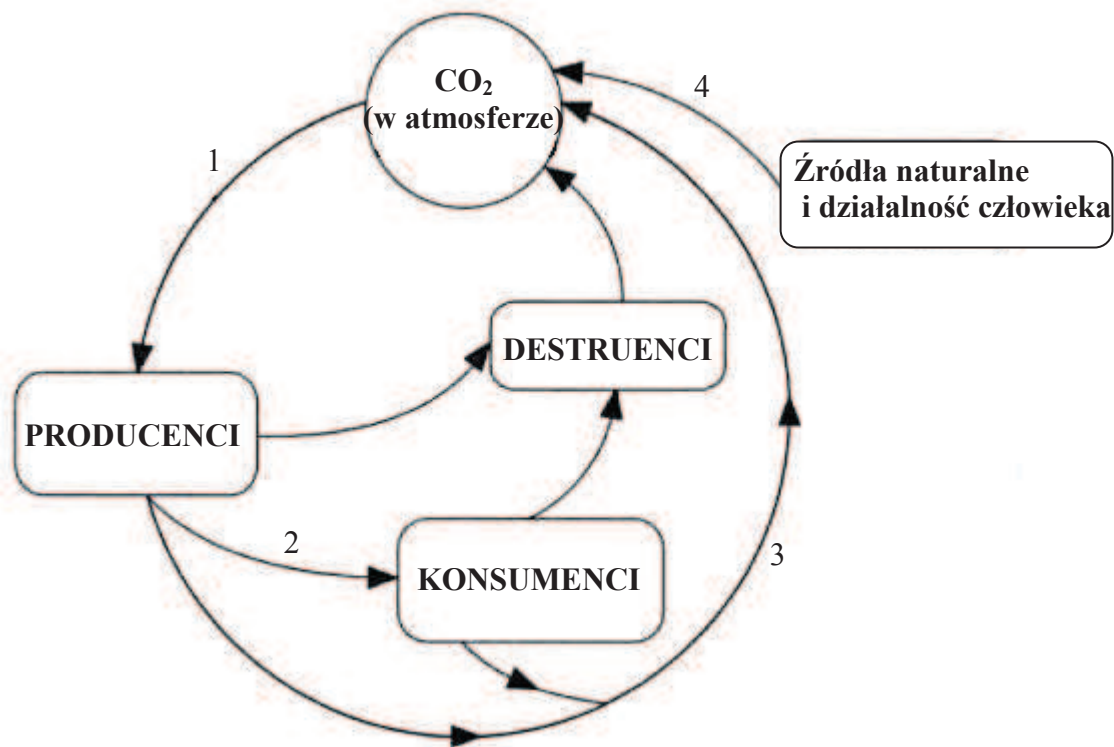 CO₂
(w atmosferze)
4
1
Źródła naturalne
i działalność człowieka
DESTRUENCI
PRODUCENCI
2
3
KONSUMENCI